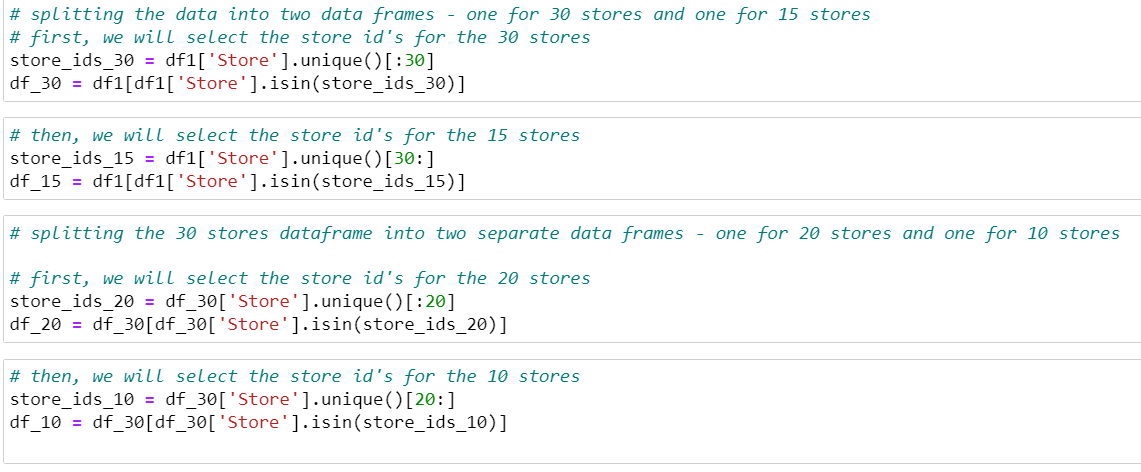 # splitting the data into two data frames - one for 30 stores and one for 15 stores
# first, we will select the store id's for the 30 stores
store_ids_30 = df1['Store'].unique()[:30]
df_30 = df1[df1['Store'].isin(store_ids_30)]
# then, we will select the store id's for the 15 stores
store_ids_15 = df1['Store'].unique()[30:]
df_15 = df1[df1['Store'].isin(store_ids_15)]
# splitting the 30 stores dataframe into two separate data frames - one for 20 stores and one for 10 stores
# first, we will select the store id's for the 20 stores
store_ids_20 = df_30['Store'].unique()[:20]
df_20 = df_30[df_30['Store'].isin(store_ids_20)]
# then, we will select the store id's for the 10 stores
store_ids_10 = df_30['Store'].unique()[20:]
df_10 = df_30[df_30['Store'].isin(store_ids_10)]